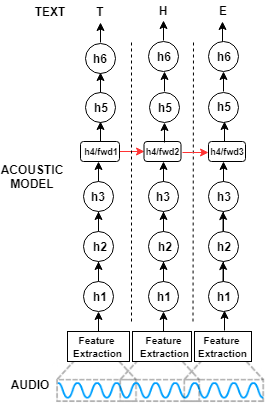 TEXT T H E
h6 h6 h6
h5 h5 h5
h4/fwd1 h4/fwd2 h4/fwd3
ACOUSTIC
MODEL
h3 h3 h3
h2 h2 h2
h1 h1 h1
Feature Feature Feature
Extraction Extraction Extraction
AUDIO